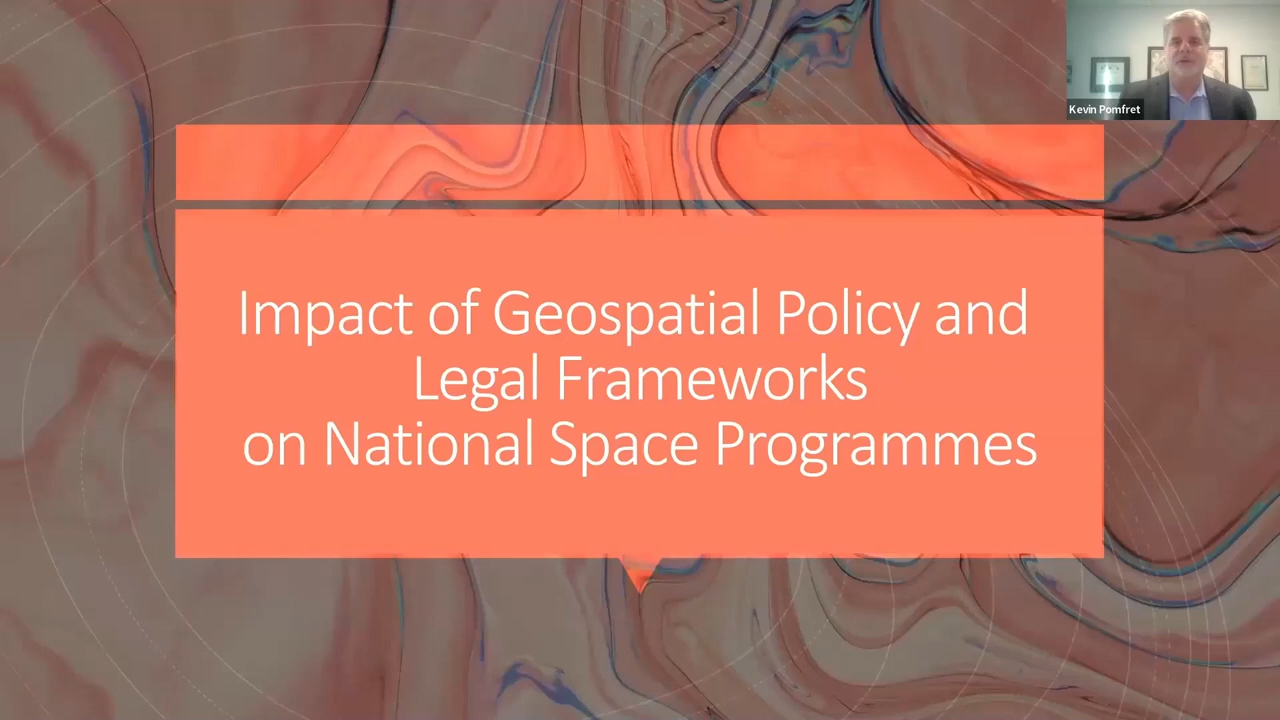 Kevin Pomfret
Impact of Geospatial Policy and
Legal Frameworks
on National Space Programmes